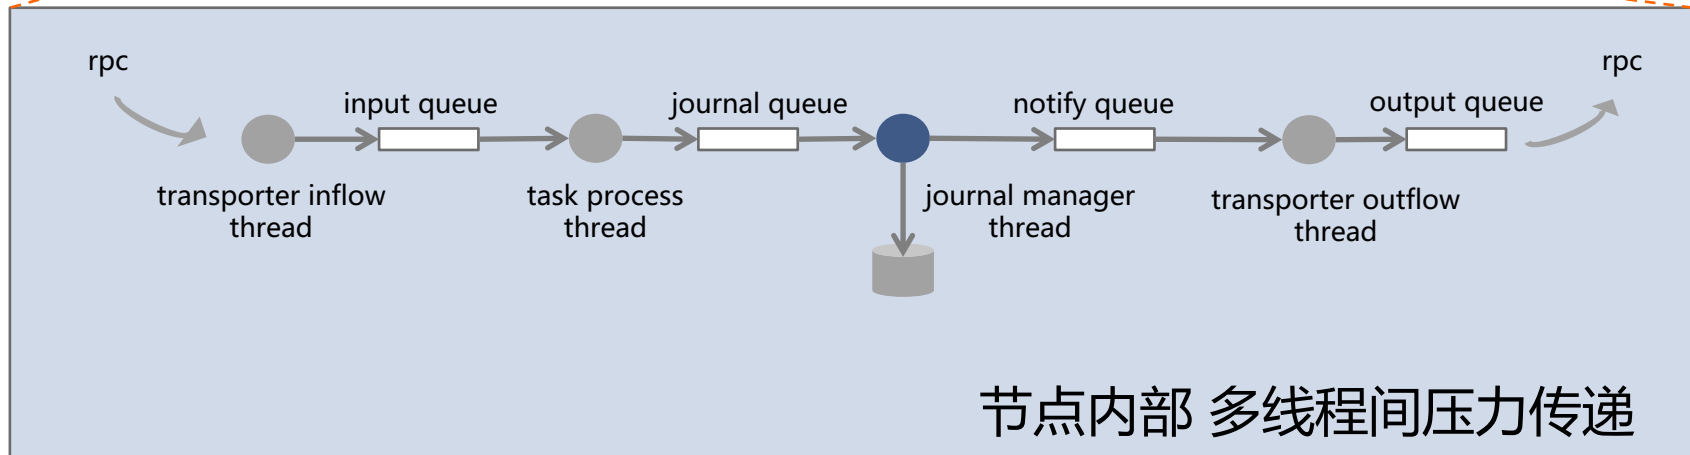 rpc
rpc
input queue
journal queue
notify queue
output queue
transporter inflow
thread
task process
thread
journal manager
thread
transporter outflow
thread
节点内部 多线程间压力传递